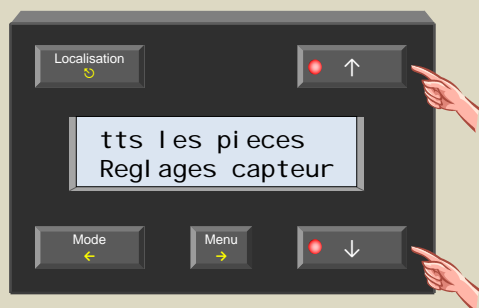 Localisation
tts les pieces
Reglages capteur
Mode
Menu